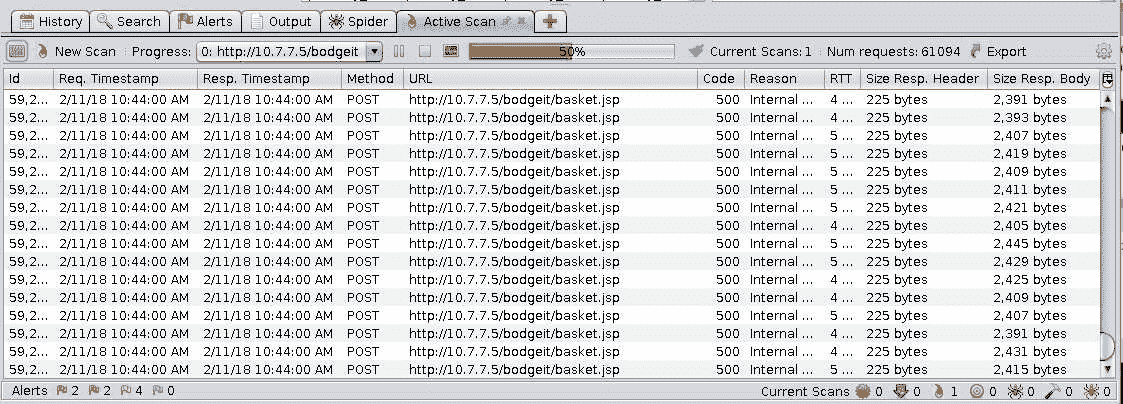 History Search Alerts Output Spider Active Scan
New Scan Progress: 0: http://10.7.7.5/bodgeit 50% Current Scans: 1 Num requests: 61094 Export
Id Req. Timestamp Resp. Timestamp Method URL Code Reason RTT Size Resp. Header Size Resp. Body
59,2... 2/11/18 10:44:00 AM 2/11/18 10:44:00 AM POST http://10.7.7.5/bodgeit/basket.jsp 500 Internal ... 4 ... 225 bytes 2,391 bytes
59,2... 2/11/18 10:44:00 AM 2/11/18 10:44:00 AM POST http://10.7.7.5/bodgeit/basket.jsp 500 Internal ... 4 ... 225 bytes 2,393 bytes
59,2... 2/11/18 10:44:00 AM 2/11/18 10:44:00 AM POST http://10.7.7.5/bodgeit/basket.jsp 500 Internal ... 5 ... 225 bytes 2,407 bytes
59,2... 2/11/18 10:44:00 AM 2/11/18 10:44:00 AM POST http://10.7.7.5/bodgeit/basket.jsp 500 Internal ... 5 ... 225 bytes 2,419 bytes
59,2... 2/11/18 10:44:00 AM 2/11/18 10:44:00 AM POST http://10.7.7.5/bodgeit/basket.jsp 500 Internal ... 5 ... 225 bytes 2,409 bytes
59,2... 2/11/18 10:44:00 AM 2/11/18 10:44:00 AM POST http://10.7.7.5/bodgeit/basket.jsp 500 Internal ... 5 ... 225 bytes 2,411 bytes
59,2... 2/11/18 10:44:00 AM 2/11/18 10:44:00 AM POST http://10.7.7.5/bodgeit/basket.jsp 500 Internal ... 5 ... 225 bytes 2,421 bytes
59,2... 2/11/18 10:44:00 AM 2/11/18 10:44:00 AM POST http://10.7.7.5/bodgeit/basket.jsp 500 Internal ... 4 ... 225 bytes 2,405 bytes
59,2... 2/11/18 10:44:00 AM 2/11/18 10:44:00 AM POST http://10.7.7.5/bodgeit/basket.jsp 500 Internal ... 5 ... 225 bytes 2,445 bytes
59,2... 2/11/18 10:44:00 AM 2/11/18 10:44:00 AM POST http://10.7.7.5/bodgeit/basket.jsp 500 Internal ... 5 ... 225 bytes 2,429 bytes
59,2... 2/11/18 10:44:00 AM 2/11/18 10:44:00 AM POST http://10.7.7.5/bodgeit/basket.jsp 500 Internal ... 4 ... 225 bytes 2,425 bytes
59,2... 2/11/18 10:44:00 AM 2/11/18 10:44:00 AM POST http://10.7.7.5/bodgeit/basket.jsp 500 Internal ... 4 ... 225 bytes 2,409 bytes
59,2... 2/11/18 10:44:00 AM 2/11/18 10:44:00 AM POST http://10.7.7.5/bodgeit/basket.jsp 500 Internal ... 5 ... 225 bytes 2,407 bytes
59,2... 2/11/18 10:44:00 AM 2/11/18 10:44:00 AM POST http://10.7.7.5/bodgeit/basket.jsp 500 Internal ... 4 ... 225 bytes 2,391 bytes
59,2... 2/11/18 10:44:00 AM 2/11/18 10:44:00 AM POST http://10.7.7.5/bodgeit/basket.jsp 500 Internal ... 4 ... 225 bytes 2,431 bytes
59,2... 2/11/18 10:44:00 AM 2/11/18 10:44:00 AM POST http://10.7.7.5/bodgeit/basket.jsp 500 Internal ... 5 ... 225 bytes 2,415 bytes
Alerts 2 2 4 0 Current Scans 0 0 1 0 0 0 0